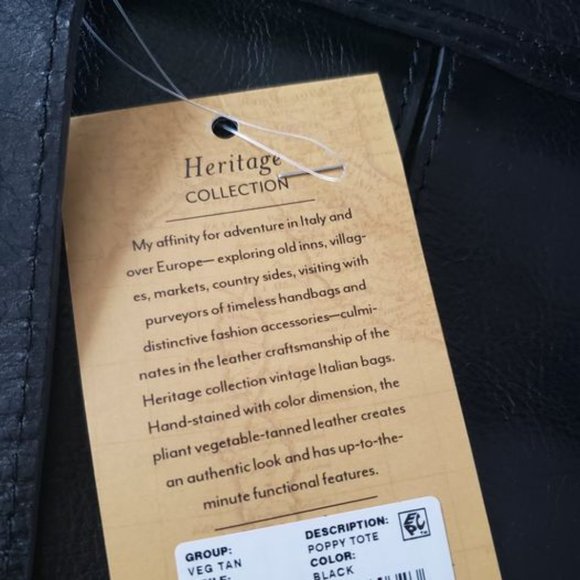 Heritage
COLLECTION
My affinity for adventure in Italy and
over Europe— exploring old inns, villag-
es, markets, country sides, visiting with
purveyors of timeless handbags and
distinctive fashion accessories—culmi-
nates in the leather craftsmanship of the
Heritage collection vintage Italian bags.
Hand-stained with color dimension, the
pliant vegetable-tanned leather creates
an authentic look and has up-to-the-
minute functional features.
GROUP:
VEG TAN
DESCRIPTION:
POPPY TOTE
COLOR:
BLACK